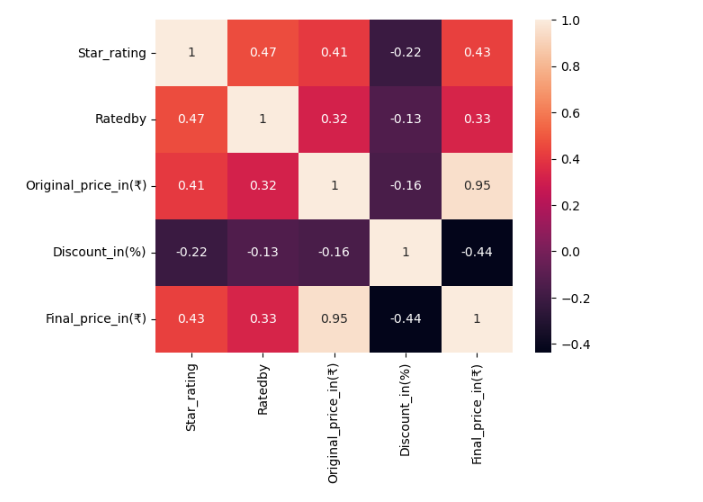 Star_rating 1 0.47 0.41 -0.22 0.43
Ratedby 0.47 1 0.32 -0.13 0.33
Original_price_in(₹) 0.41 0.32 1 -0.16 0.95
Discount_in(%) -0.22 -0.13 -0.16 1 -0.44
Final_price_in(₹) 0.43 0.33 0.95 -0.44 1
Star_rating
Ratedby
Original_price_in(₹)
Discount_in(%)
Final_price_in(₹)
1.0
0.8
0.6
0.4
0.2
0.0
−0.2
−0.4